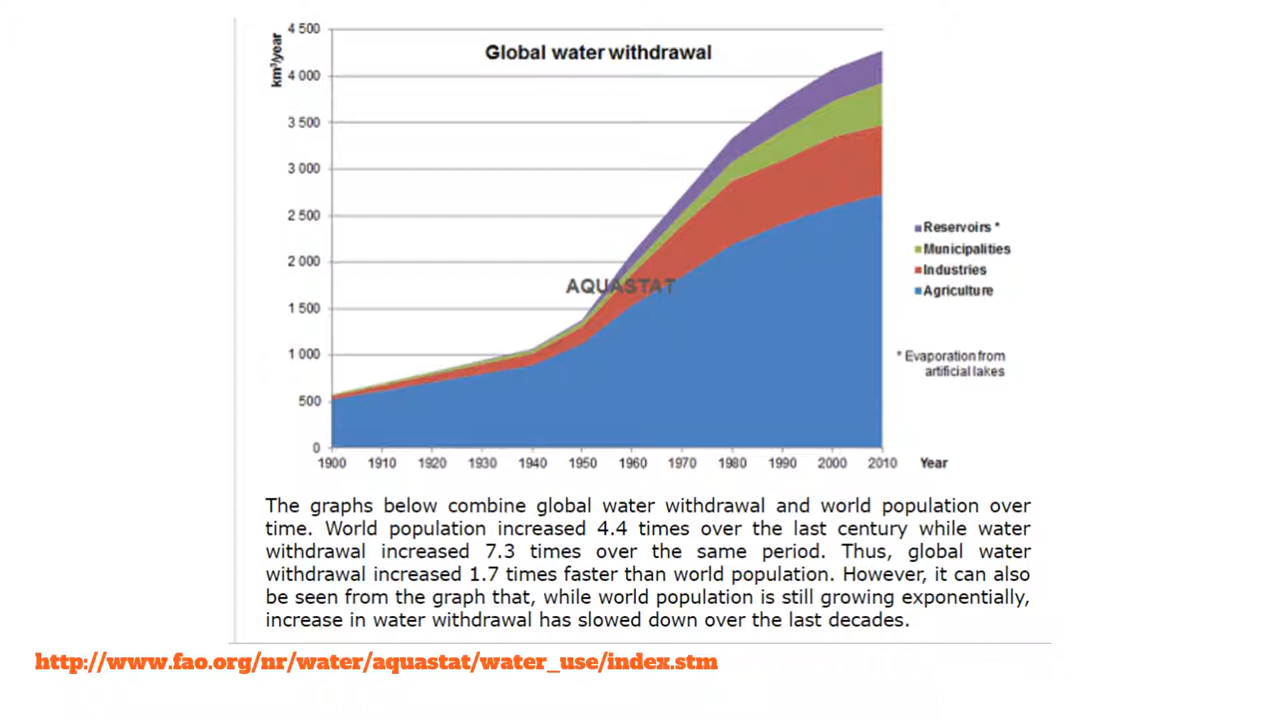 Global water withdrawal
km³/year
4 500
4 000
3 500
3 000
2 500
2 000
1 500
1 000
500
0
AQUASTAT
1900 1910 1920 1930 1940 1950 1960 1970 1980 1990 2000 2010 Year
Reservoirs *
Municipalities
Industries
Agriculture
* Evaporation from
artificial lakes
The graphs below combine global water withdrawal and world population over
time. World population increased 4.4 times over the last century while water
withdrawal increased 7.3 times over the same period. Thus, global water
withdrawal increased 1.7 times faster than world population. However, it can also
be seen from the graph that, while world population is still growing exponentially,
increase in water withdrawal has slowed down over the last decades.
http://www.fao.org/nr/water/aquastat/water_use/index.stm